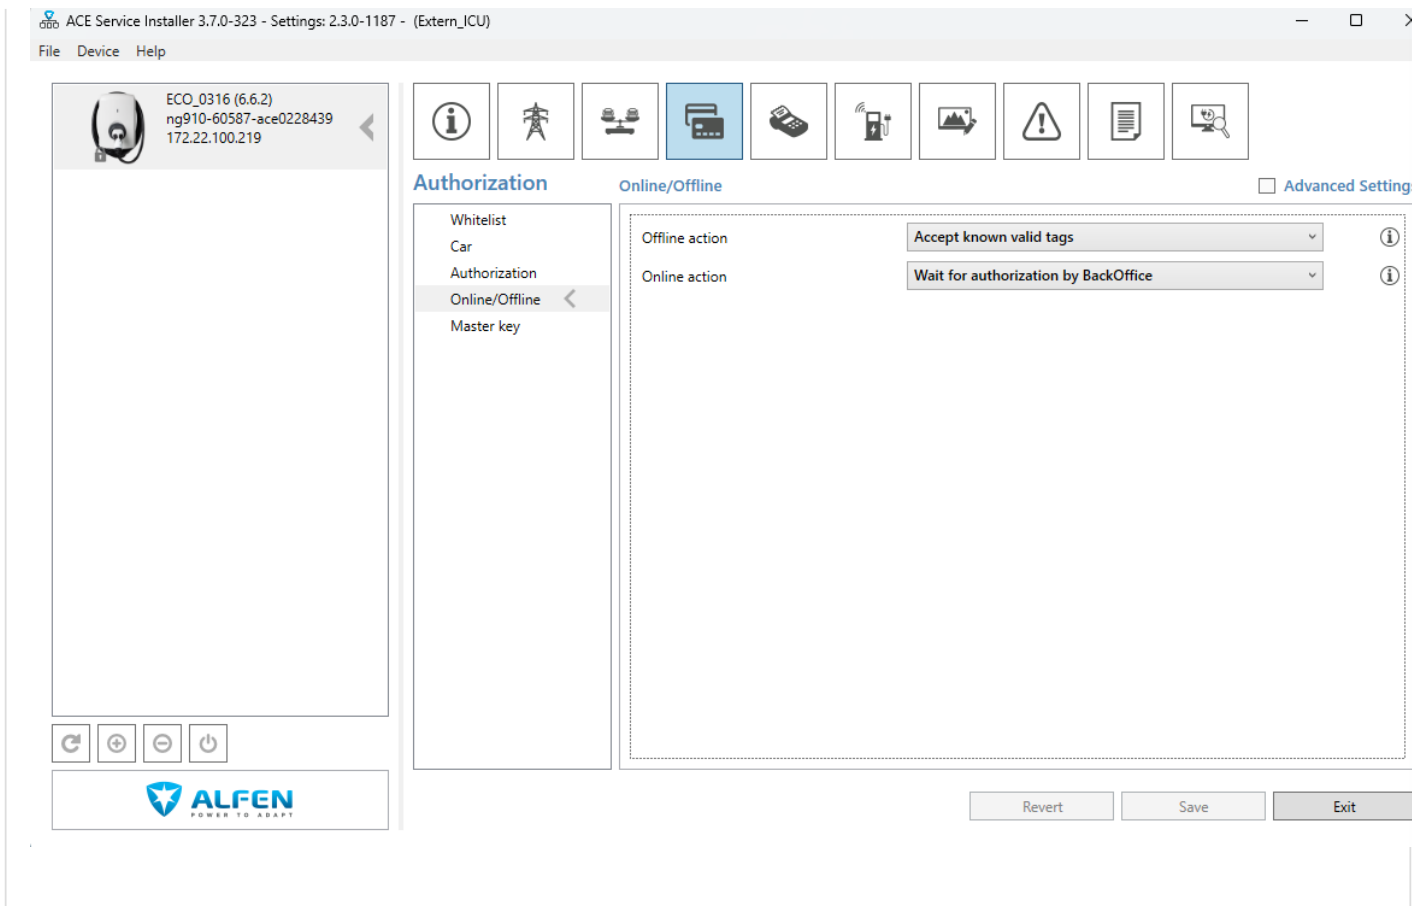 ACE Service Installer 3.7.0-323 - Settings: 2.3.0-1187 - (Extern_ICU)
File Device Help
ECO_0316 (6.6.2)
ng910-60587-ace0228439
172.22.100.219
Authorization
Online/Offline
Advanced Setting
Whitelist
Car
Authorization
Online/Offline
Master key
Offline action
Accept known valid tags
Online action
Wait for authorization by BackOffice
ALFEN
POWER TO ADAPT
Revert
Save
Exit